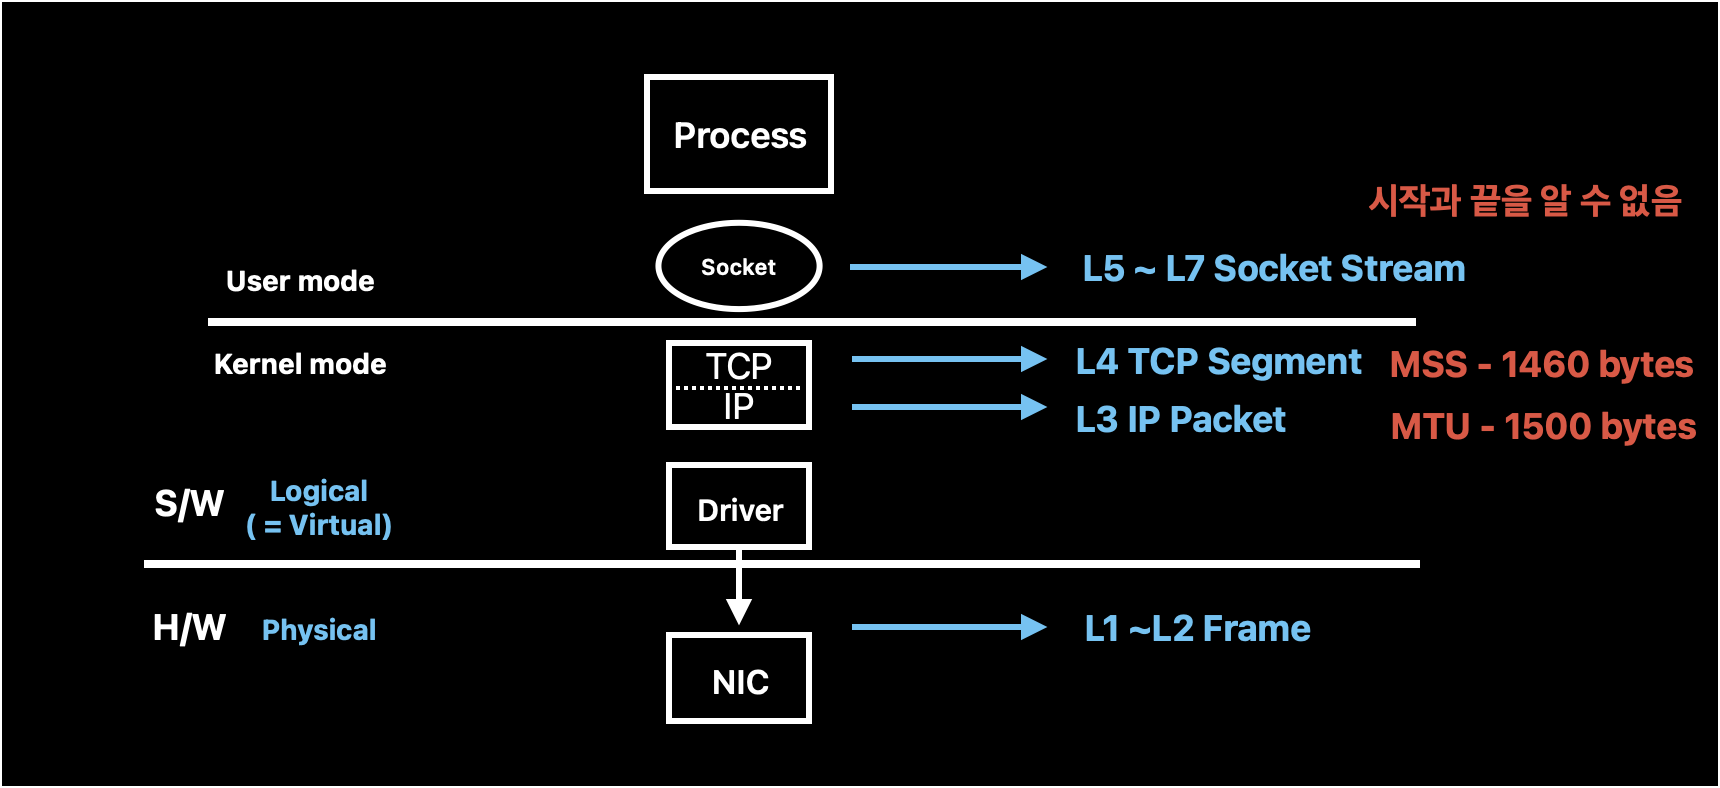 Process
시작과 끝을 알 수 없음
Socket
L5 ~ L7 Socket Stream
User mode
Kernel mode
TCP
L4 TCP Segment
MSS - 1460 bytes
IP
L3 IP Packet
MTU - 1500 bytes
S/W
Logical
( = Virtual)
Driver
H/W
Physical
L1 ~L2 Frame
NIC